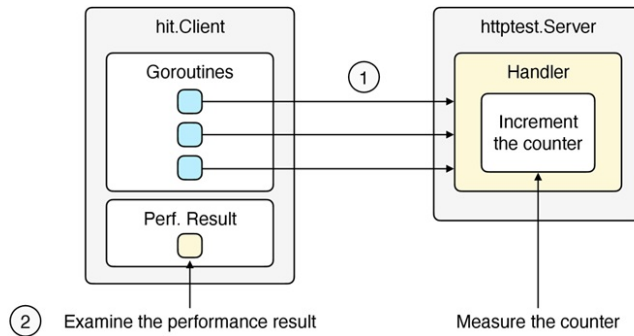 hit.Client
httptest.Server
Goroutines
1
Handler
Increment
the counter
Perf. Result
2 Examine the performance result
Measure the counter